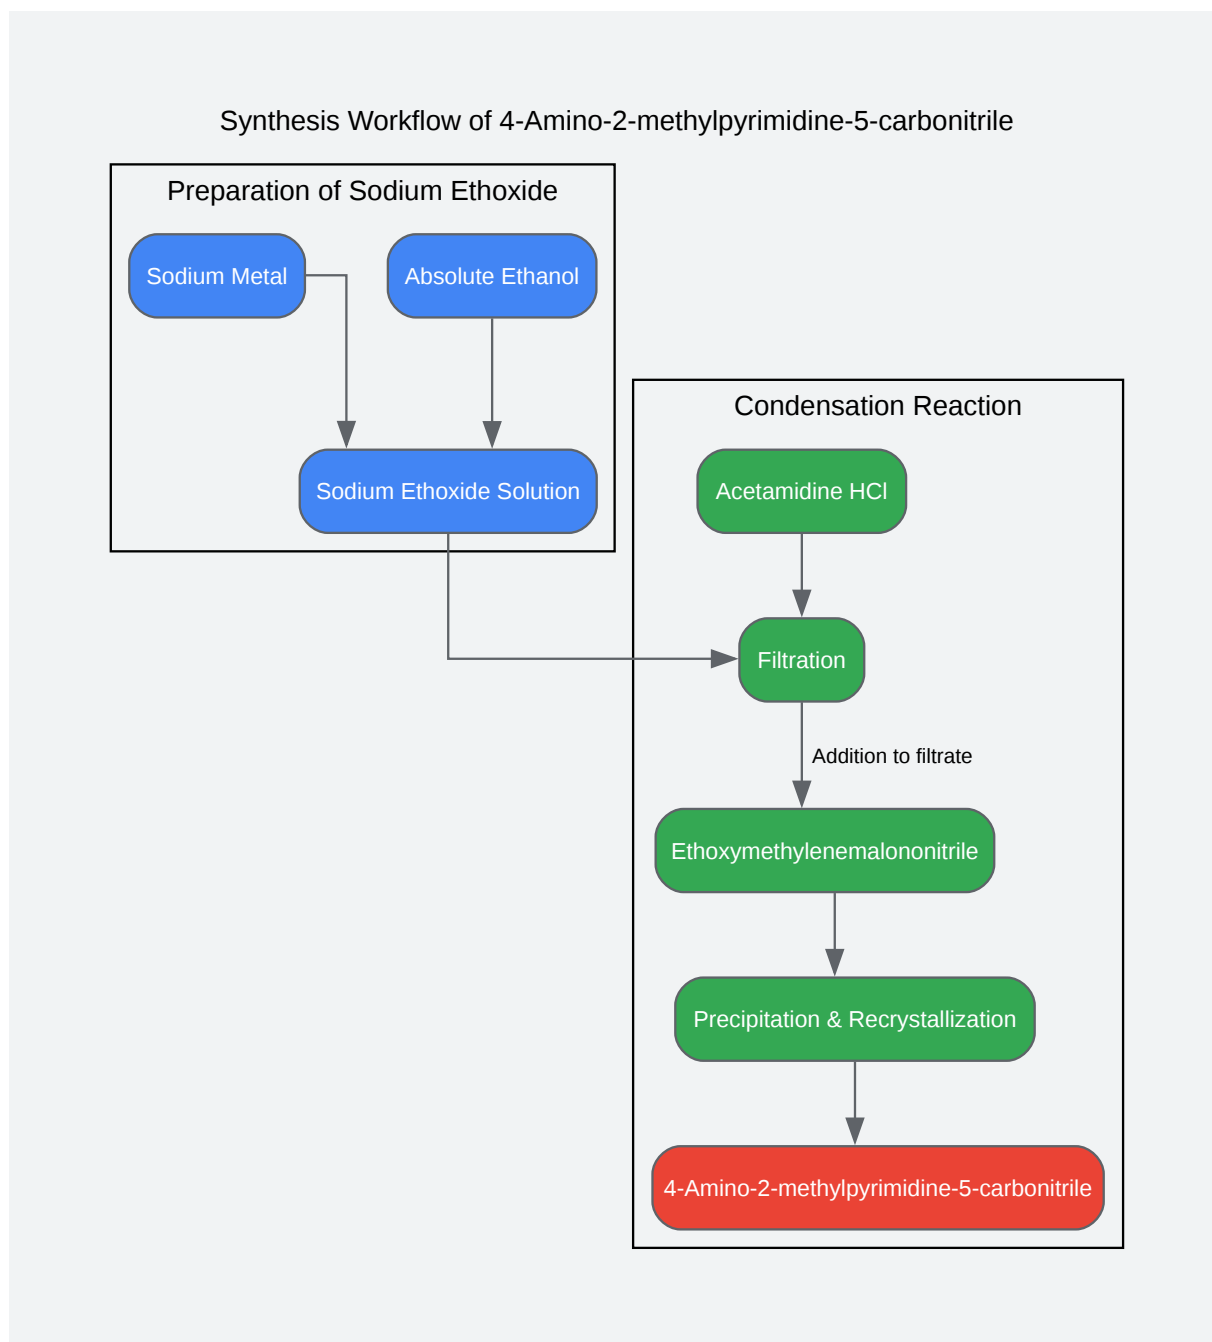 Synthesis Workflow of 4-Amino-2-methylpyrimidine-5-carbonitrile
Preparation of Sodium Ethoxide
Sodium Metal
Absolute Ethanol
Sodium Ethoxide Solution
Condensation Reaction
Acetamidine HCl
Filtration
Addition to filtrate
Ethoxymethylenemalononitrile
Precipitation & Recrystallization
4-Amino-2-methylpyrimidine-5-carbonitrile